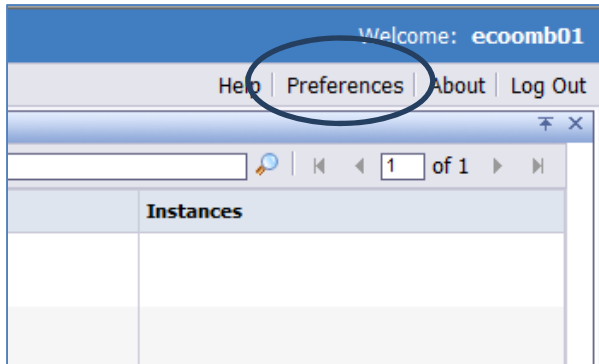 Welcome: ecoomb01
Help | Preferences | About | Log Out
1 of 1
Instances